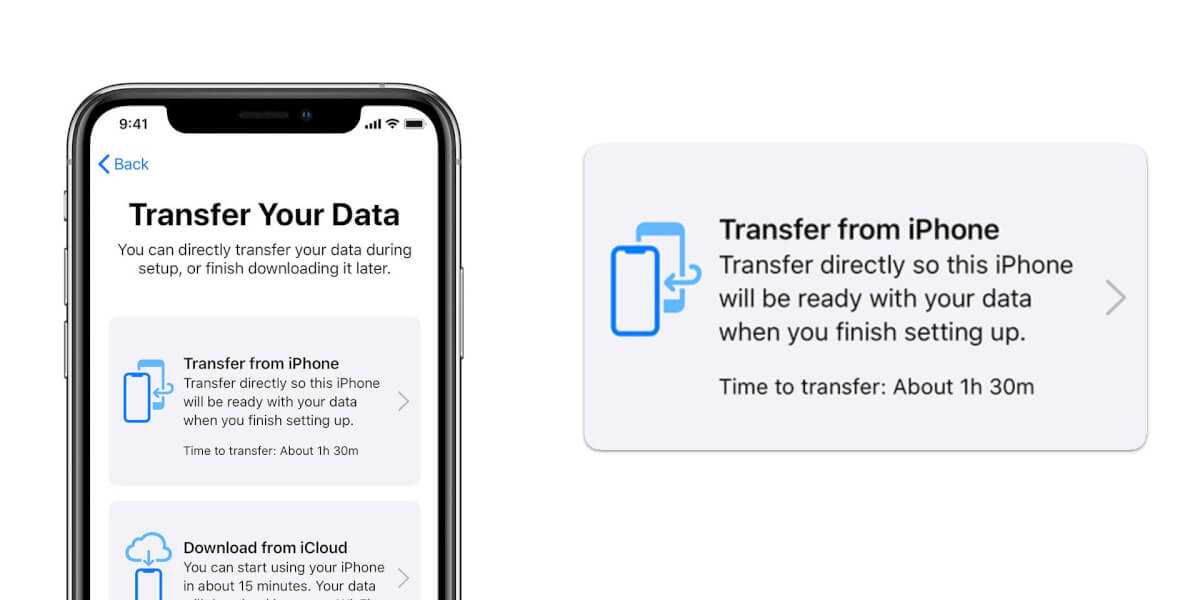 9:41
Back
Transfer Your Data
You can directly transfer your data during
setup, or finish downloading it later.
Transfer from iPhone
Transfer directly so this iPhone
will be ready with your data
when you finish setting up.
Time to transfer: About 1h 30m
Download from iCloud
You can start using your iPhone
in about 15 minutes. Your data
Transfer from iPhone
Transfer directly so this iPhone
will be ready with your data
when you finish setting up.
Time to transfer: About 1h 30m